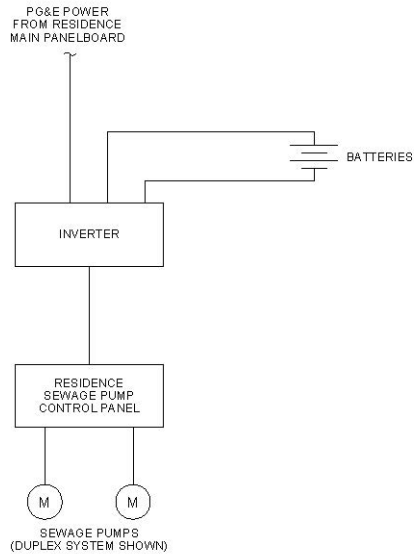 PG&E POWER
FROM RESIDENCE
MAIN PANELBOARD
BATTERIES
INVERTER
RESIDENCE
SEWAGE PUMP
CONTROL PANEL
M
M
SEWAGE PUMPS
(DUPLEX SYSTEM SHOWN)